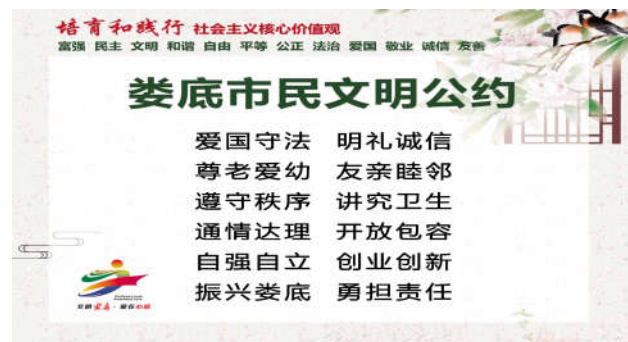 培育和践行 社会主义核心价值观
富强 民主 文明 和谐 自由 平等 公正 法治 爱国 敬业 诚信 友善
娄底市民文明公约
爱国守法 明礼诚信
尊老爱幼 友亲睦邻
遵守秩序 讲究卫生
通情达理 开放包容
自强自立 创业创新
振兴娄底 勇担责任
文明娄底·